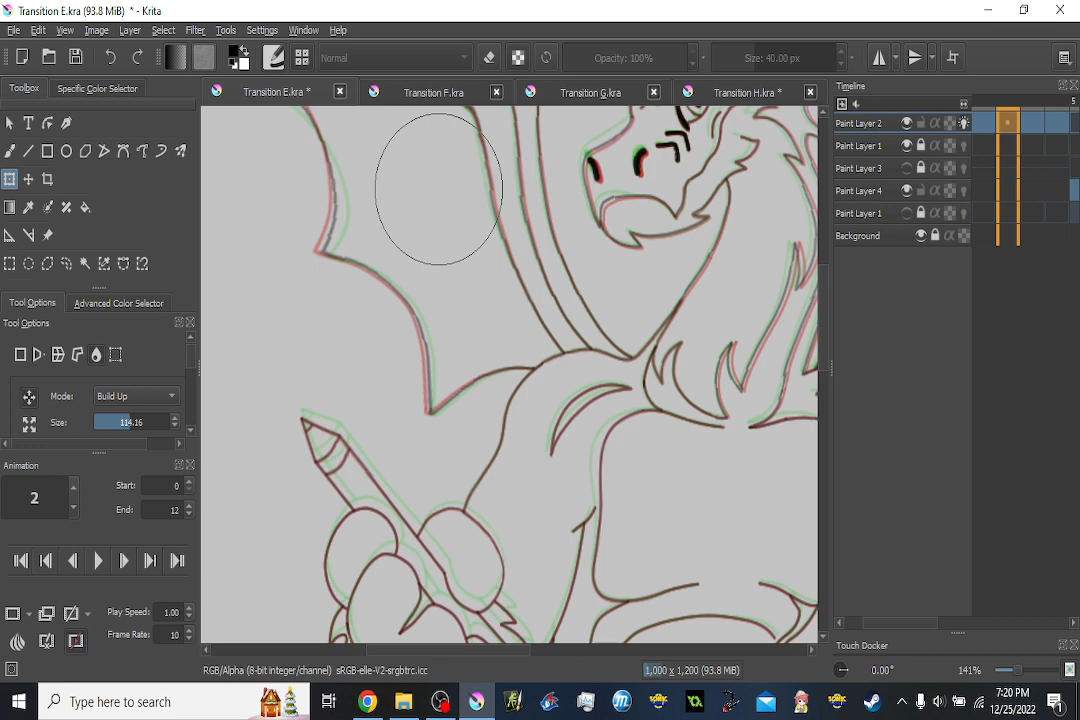 Transition E.kra (93.8 MiB) * - Krita
File Edit View Image Layer Select Filter Tools Settings Window Help
Normal Opacity: 100% Size: 40.00 px
Toolbox Specific Color Selector
Transition E.kra * Transition F.kra Transition G.kra Transition H.kra *
Timeline
5
Paint Layer 2
Paint Layer 1
Paint Layer 3
Paint Layer 4
Paint Layer 1
Background
Tool Options Advanced Color Selector
Tool Options
Mode: Build Up
Size: 114.16
Animation
2
Start: 0
End: 12
Play Speed: 1.00
Frame Rate: 10
RGB/Alpha (8-bit integer/channel) sRGB-elle-V2-srgbtrc.icc
1,000 x 1,200 (93.8 MiB)
Touch Docker
0.00°
141%
Type here to search
7:20 PM
12/25/2022
1